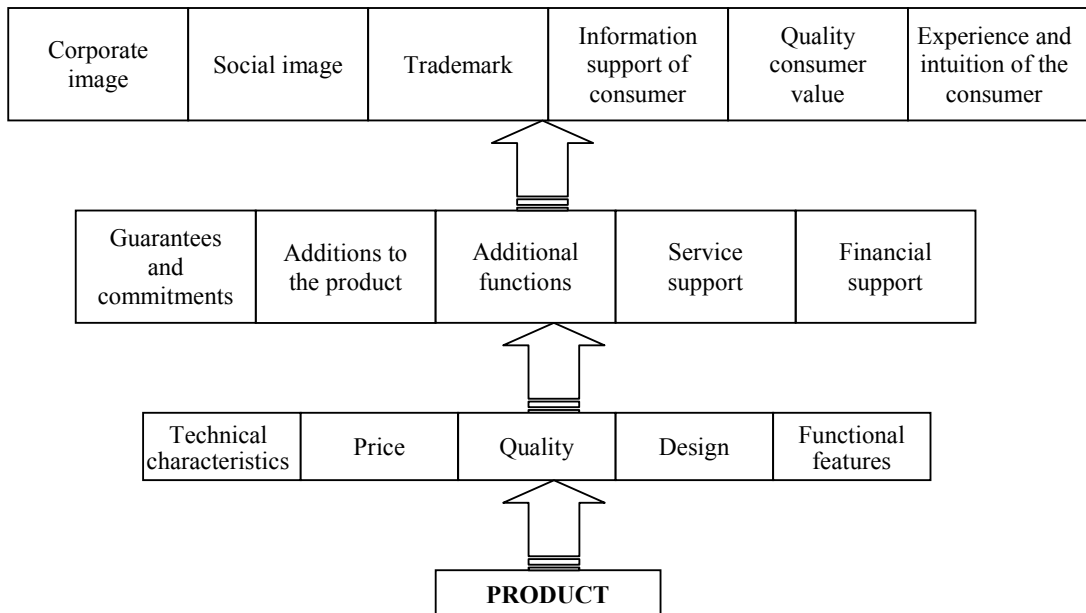 Corporate
image
Social image
Trademark
Information
support of
consumer
Quality
consumer
value
Experience and
intuition of the
consumer
Guarantees
and
commitments
Additions to
the product
Additional
functions
Service
support
Financial
support
Technical
characteristics
Price
Quality
Design
Functional
features
PRODUCT